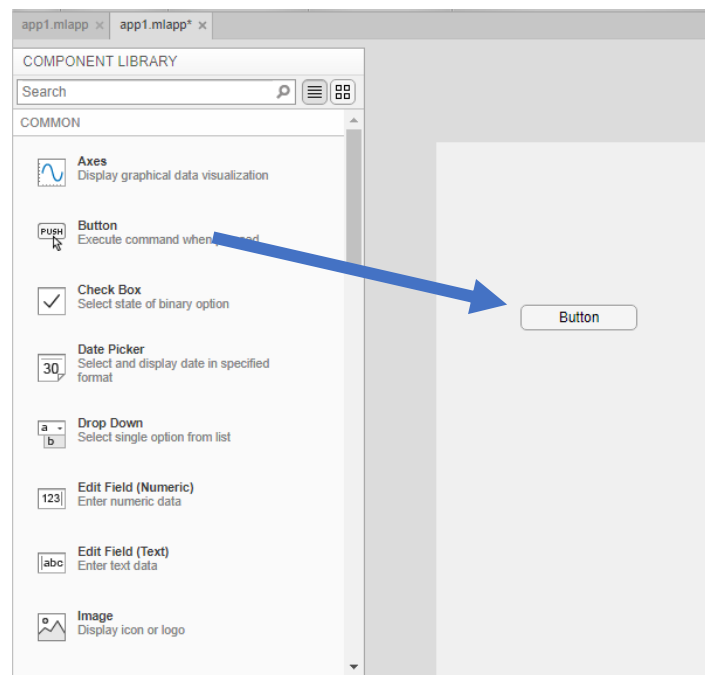 app1.mlapp × app1.mlapp* ×
COMPONENT LIBRARY
Search
COMMON
Axes
Display graphical data visualization
PUSH
Button
Execute command when
Check Box
Select state of binary option
30
Date Picker
Select and display date in specified
format
a
b
Drop Down
Select single option from list
123
Edit Field (Numeric)
Enter numeric data
abc
Edit Field (Text)
Enter text data
Image
Display icon or logo
Button